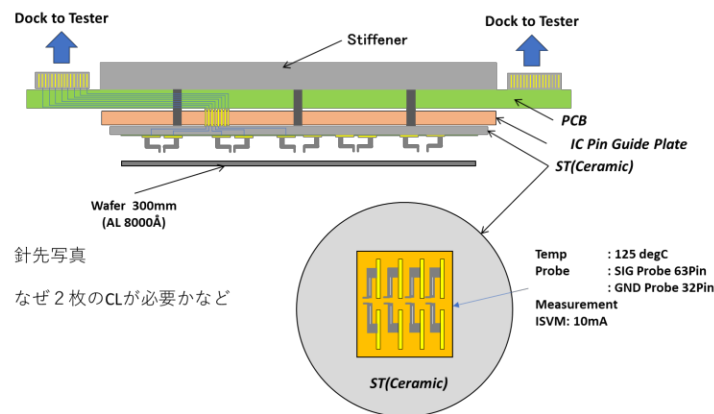 Dock to Tester
Dock to Tester
Stiffener
PCB
IC Pin Guide Plate
ST(Ceramic)
Wafer 300mm
(AL 8000Å)
針先写真
なぜ２枚のCLが必要かなど
Temp : 125 degC
Probe : SIG Probe 63Pin
: GND Probe 32Pin
Measurement
ISVM: 10mA
ST(Ceramic)